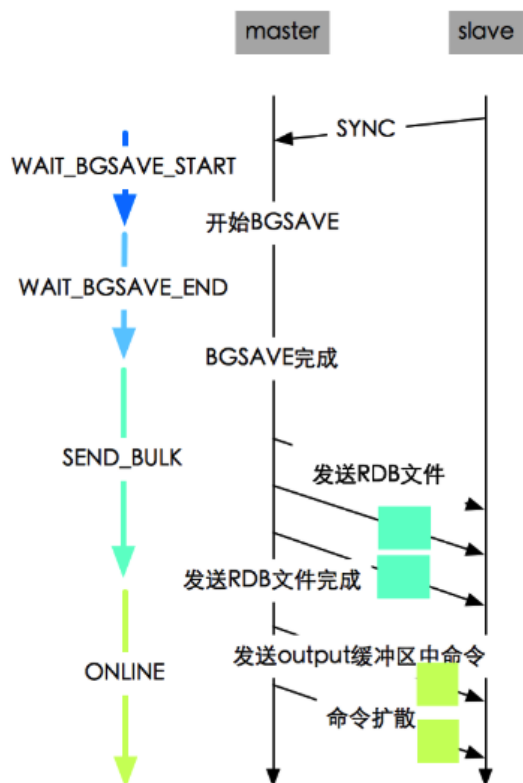 master
slave
SYNC
WAIT_BGSAVE_START
开始BGSAVE
WAIT_BGSAVE_END
BGSAVE完成
SEND_BULK
发送RDB文件
发送RDB文件完成
发送output缓冲区中命令
ONLINE
命令扩散